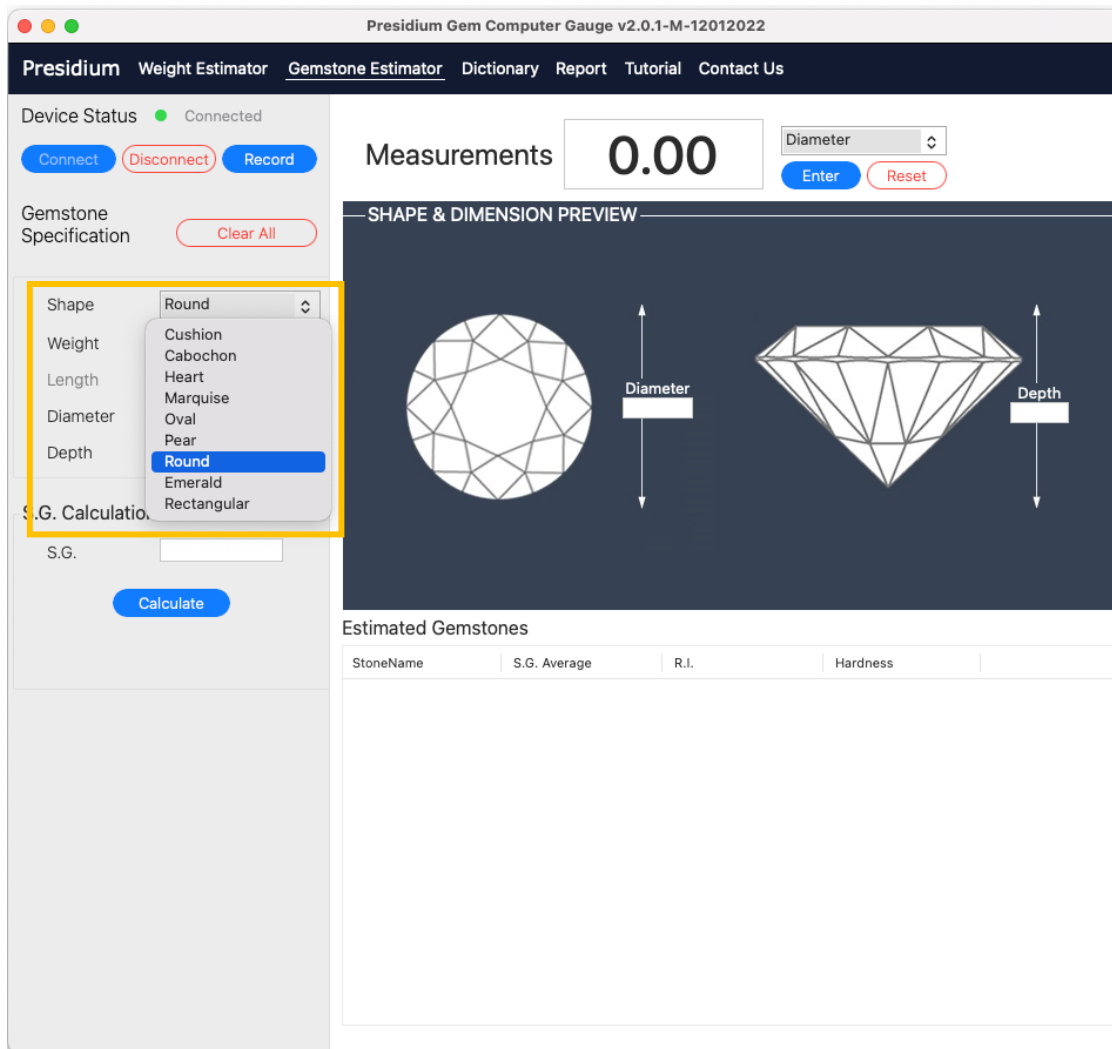 Presidium Gem Computer Gauge v2.0.1-M-12012022
Presidium Weight Estimator Gemstone Estimator Dictionary Report Tutorial Contact Us
Device Status Connected
Connect Disconnect Record
Gemstone
Specification
Clear All
Shape Round
Weight
Length
Diameter
Depth
Cushion
Cabochon
Heart
Marquise
Oval
Pear
Round
Emerald
Rectangular
S.G. Calculatio
S.G.
Calculate
Measurements 0.00 Diameter
Enter Reset
SHAPE & DIMENSION PREVIEW
Diameter
Depth
Estimated Gemstones
StoneName S.G. Average R.I. Hardness